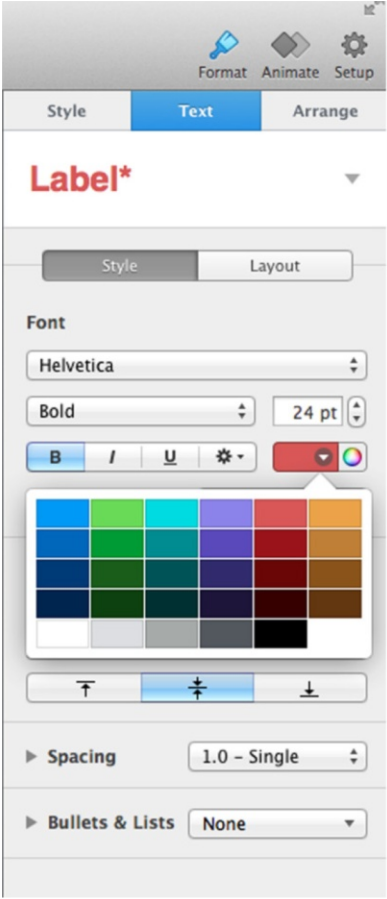 Format Animate Setup
Style Text Arrange
Label*
Style Layout
Font
Helvetica
Bold 24 pt
B I U
Spacing 1.0 – Single
Bullets & Lists None